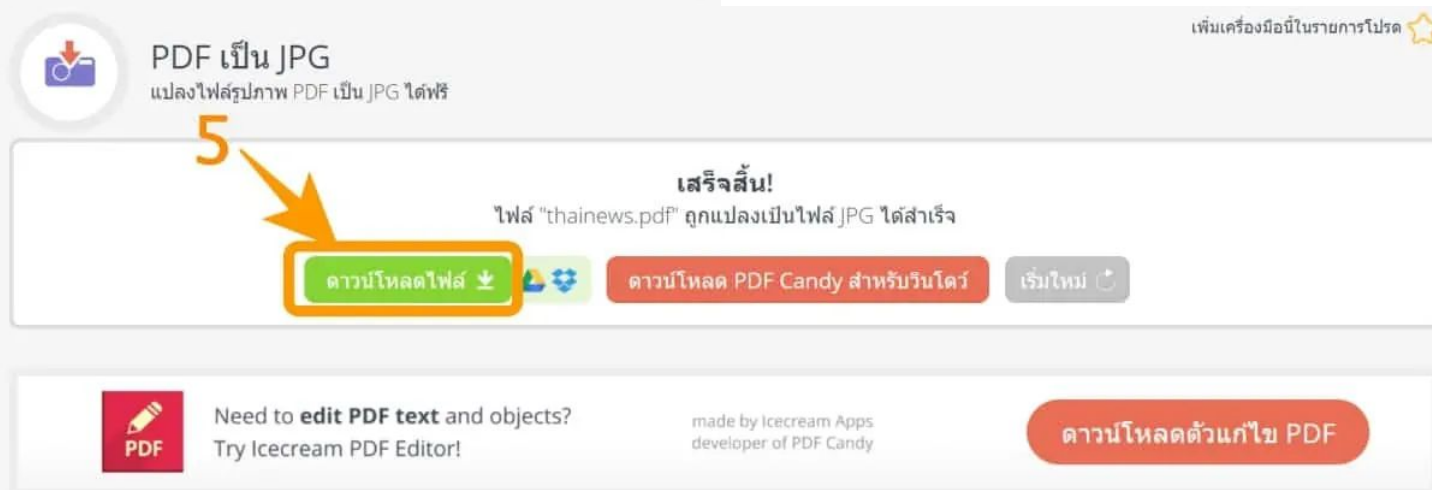 เพิ่มเครื่องมือนี้ในรายการโปรด
PDF เป็น JPG
แปลงไฟล์รูปภาพ PDF เป็น JPG ได้ฟรี
5
เสร็จสิ้น!
ไฟล์ "thainews.pdf" ถูกแปลงเป็นไฟล์ JPG ได้สำเร็จ
ดาวน์โหลดไฟล์ ดาวน์โหลด PDF Candy สำหรับวินโดว์ เริ่มใหม่
Need to edit PDF text and objects?
Try Icecream PDF Editor!
PDF
made by Icecream Apps
developer of PDF Candy
ดาวน์โหลดตัวแก้ไข PDF